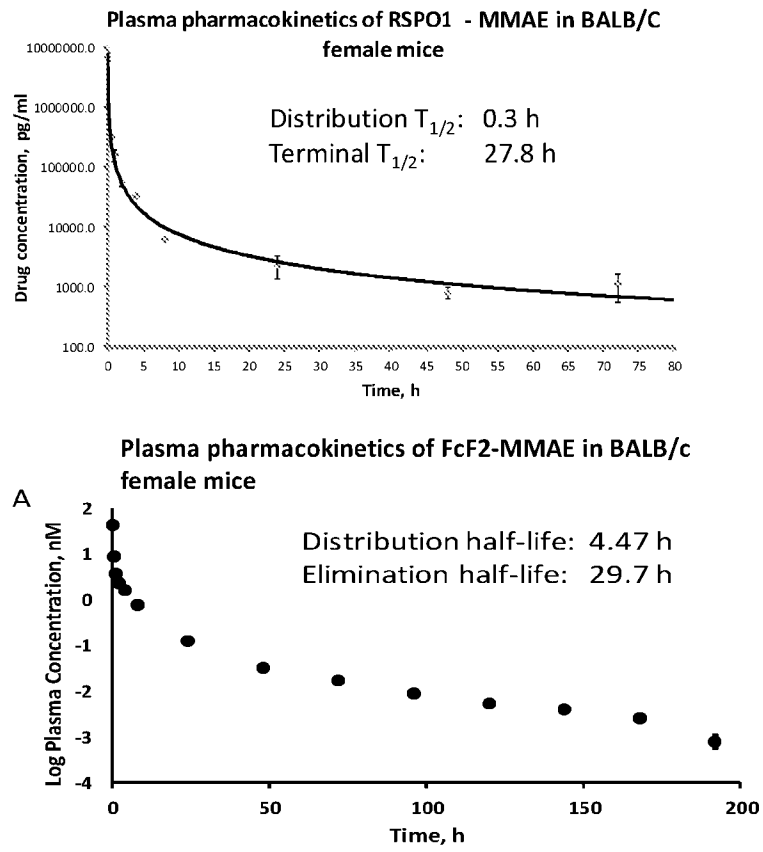 Plasma pharmacokinetics of RSPO1 - MMAE in BALB/C
female mice
Distribution T1/2: 0.3 h
Terminal T1/2: 27.8 h
Drug concentration, pg/ml
10000000.0
1000000.0
100000.0
10000.0
1000.0
100.0
0 5 10 15 20 25 30 35 40 45 50 55 60 65 70 75 80
Time, h
Plasma pharmacokinetics of FcF2-MMAE in BALB/c
female mice
A
Distribution half-life: 4.47 h
Elimination half-life: 29.7 h
Log Plasma Concentration, nM
2
1
0
-1
-2
-3
-4
0 50 100 150 200
Time, h